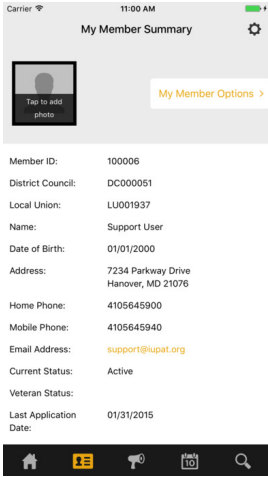 Carrier 11:00 AM
My Member Summary
Tap to add
photo
My Member Options >
Member ID: 100006
District Council: DC000051
Local Union: LU001937
Name: Support User
Date of Birth: 01/01/2000
Address: 7234 Parkway Drive
Hanover, MD 21076
Home Phone: 4105645900
Mobile Phone: 4105645940
Email Address: support@iupat.org
Current Status: Active
Veteran Status:
Last Application 01/31/2015
Date:
10